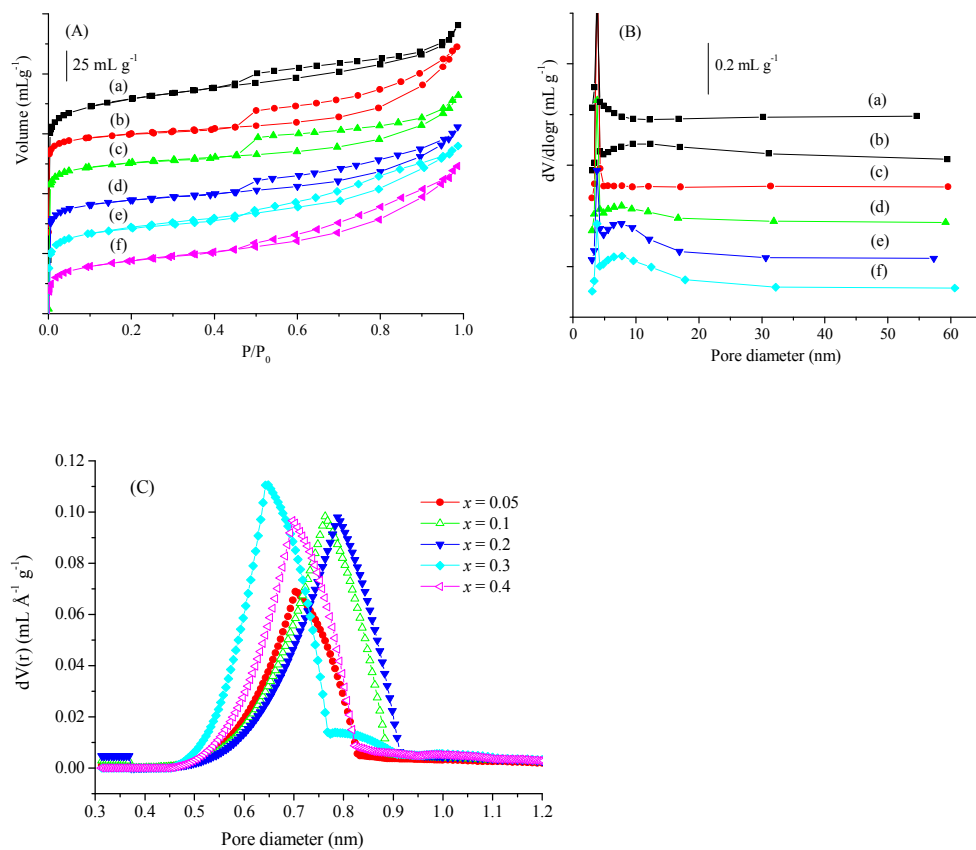 (A)
25 mL g⁻¹
Volume (mLg⁻¹)
(a)
(b)
(c)
(d)
(e)
(f)
0.0 0.2 0.4 0.6 0.8 1.0
P/P₀
(B)
0.2 mL g⁻¹
dV/dlogr (mL g⁻¹)
(a)
(b)
(c)
(d)
(e)
(f)
0 10 20 30 40 50 60
Pore diameter (nm)
(C)
dV(r) (mL Å⁻¹ g⁻¹)
0.12
0.10
0.08
0.06
0.04
0.02
0.00
x = 0.05
x = 0.1
x = 0.2
x = 0.3
x = 0.4
0.3 0.4 0.5 0.6 0.7 0.8 0.9 1.0 1.1 1.2
Pore diameter (nm)